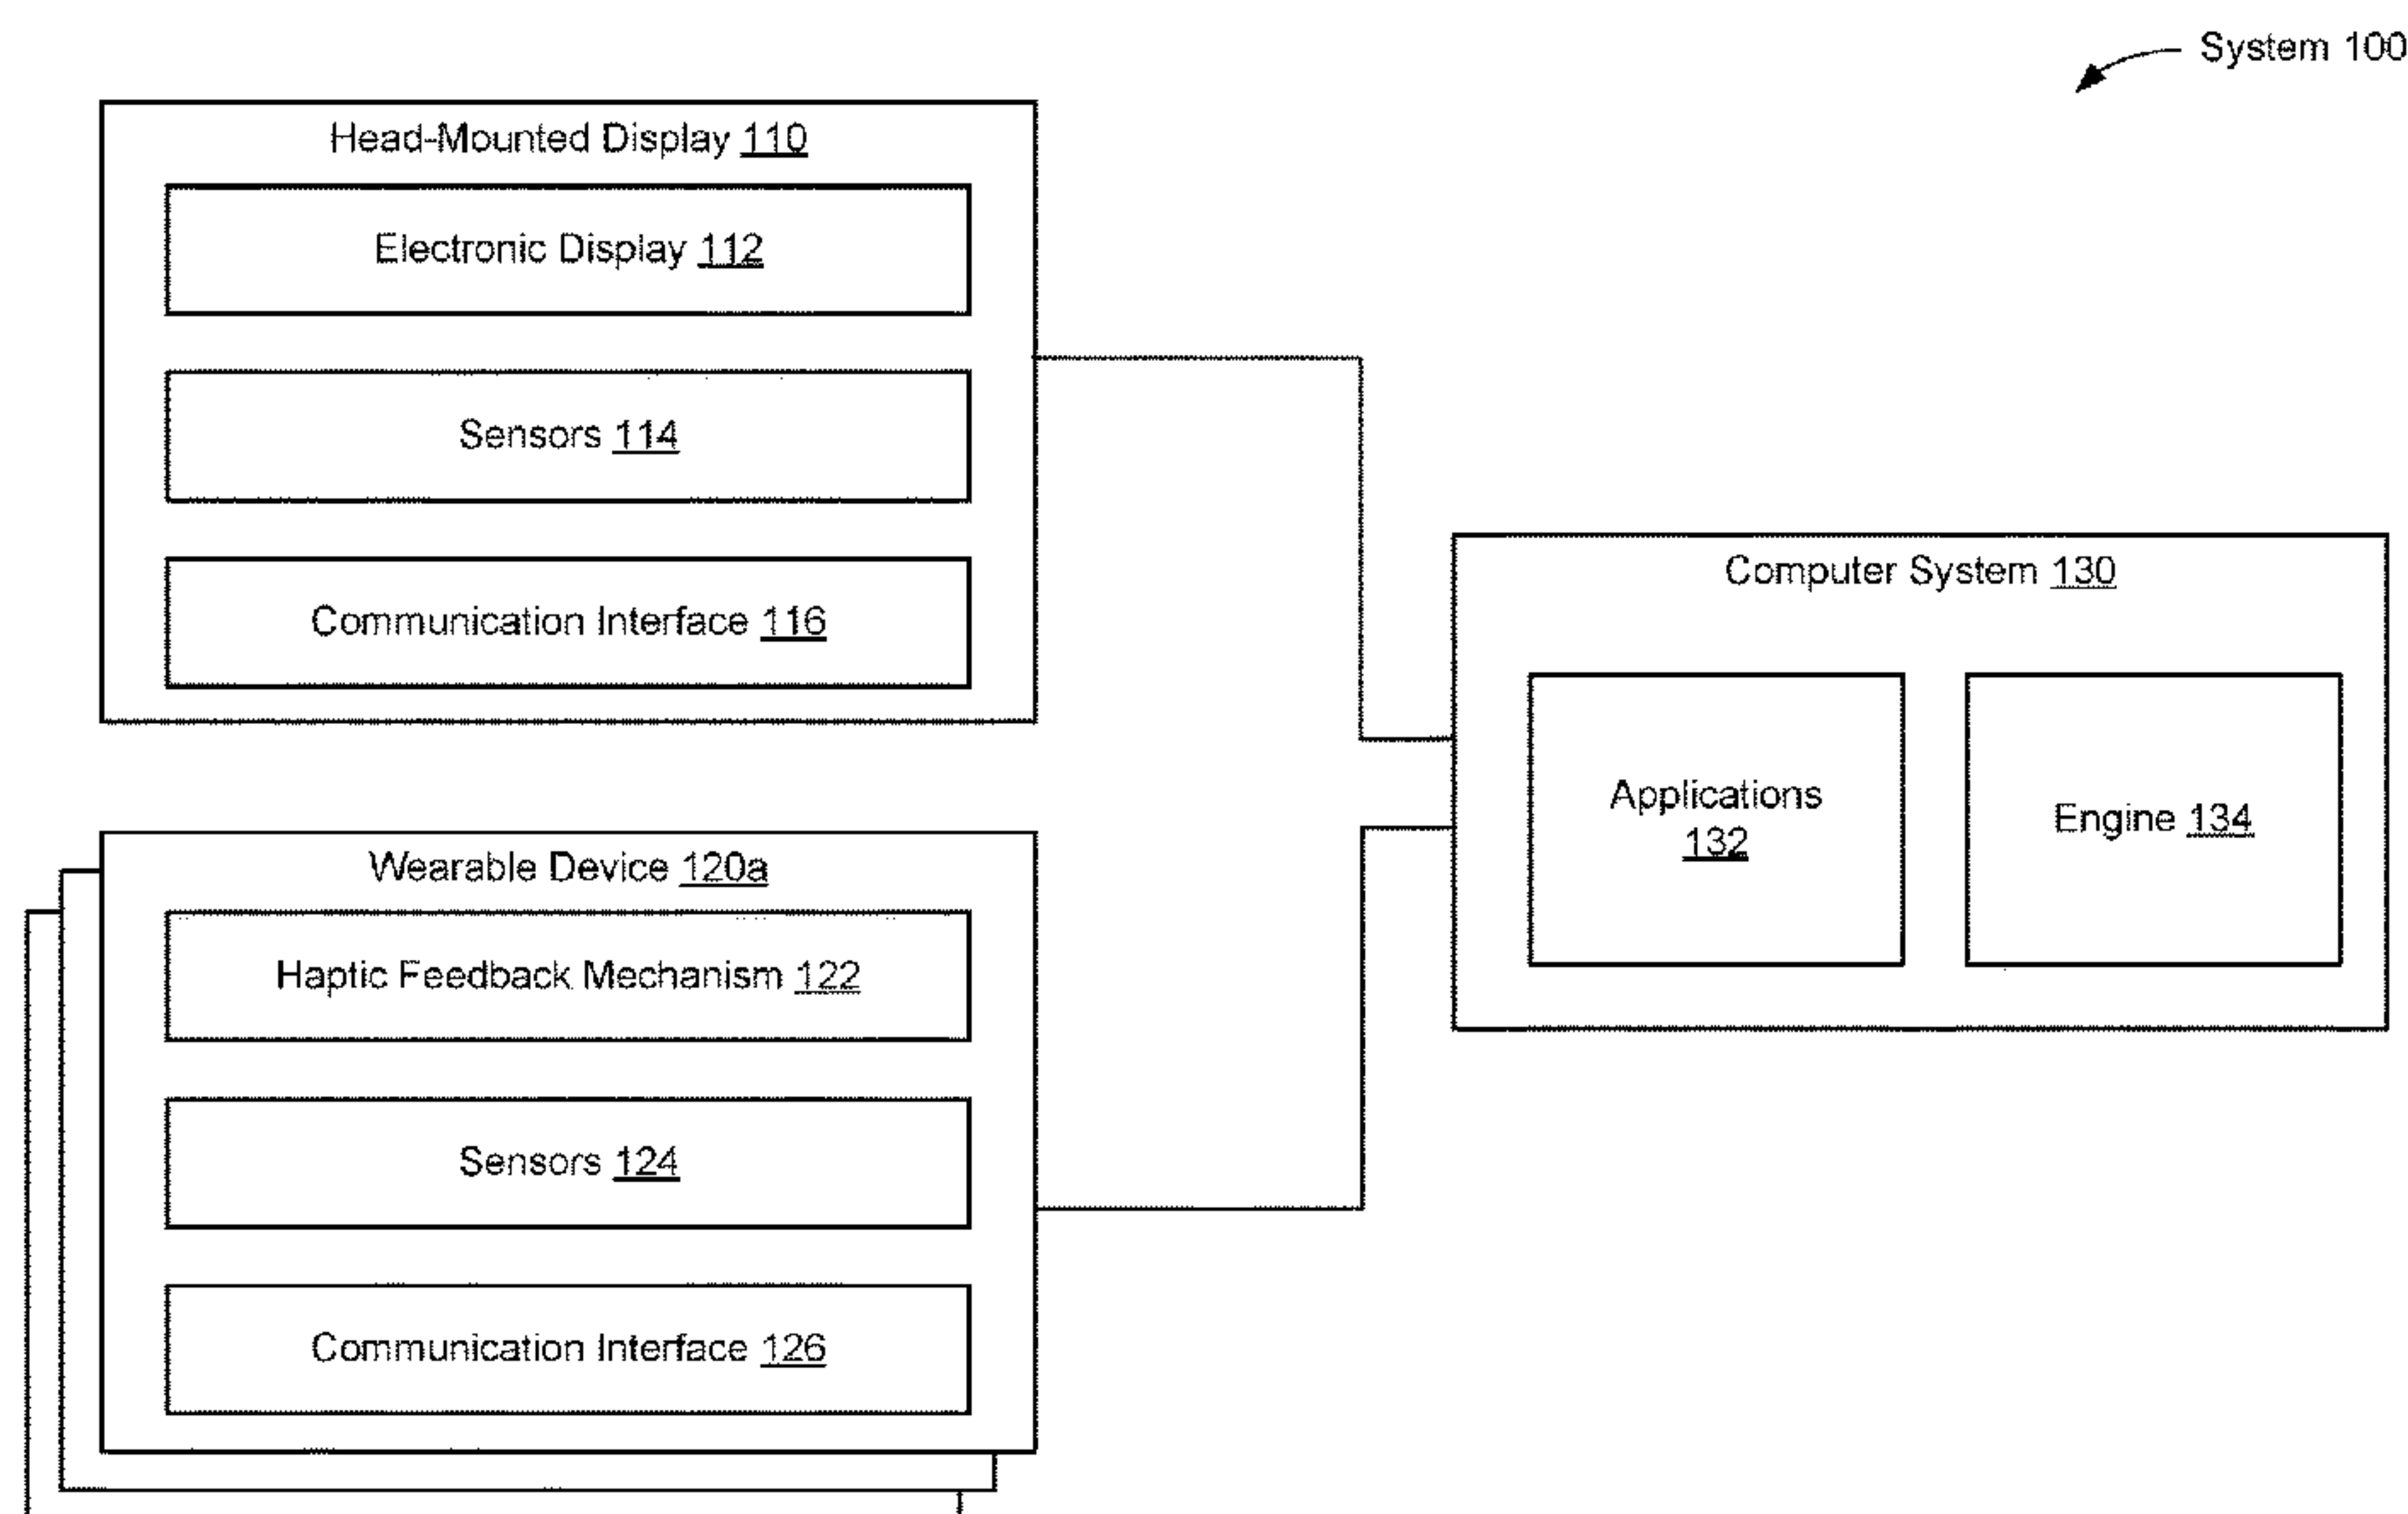 System 100
Head-Mounted Display 110
Electronic Display 112
Sensors 114
Communication Interface 116
Computer System 130
Applications
132
Engine 134
Wearable Device 120a
Haptic Feedback Mechanism 122
Sensors 124
Communication Interface 126